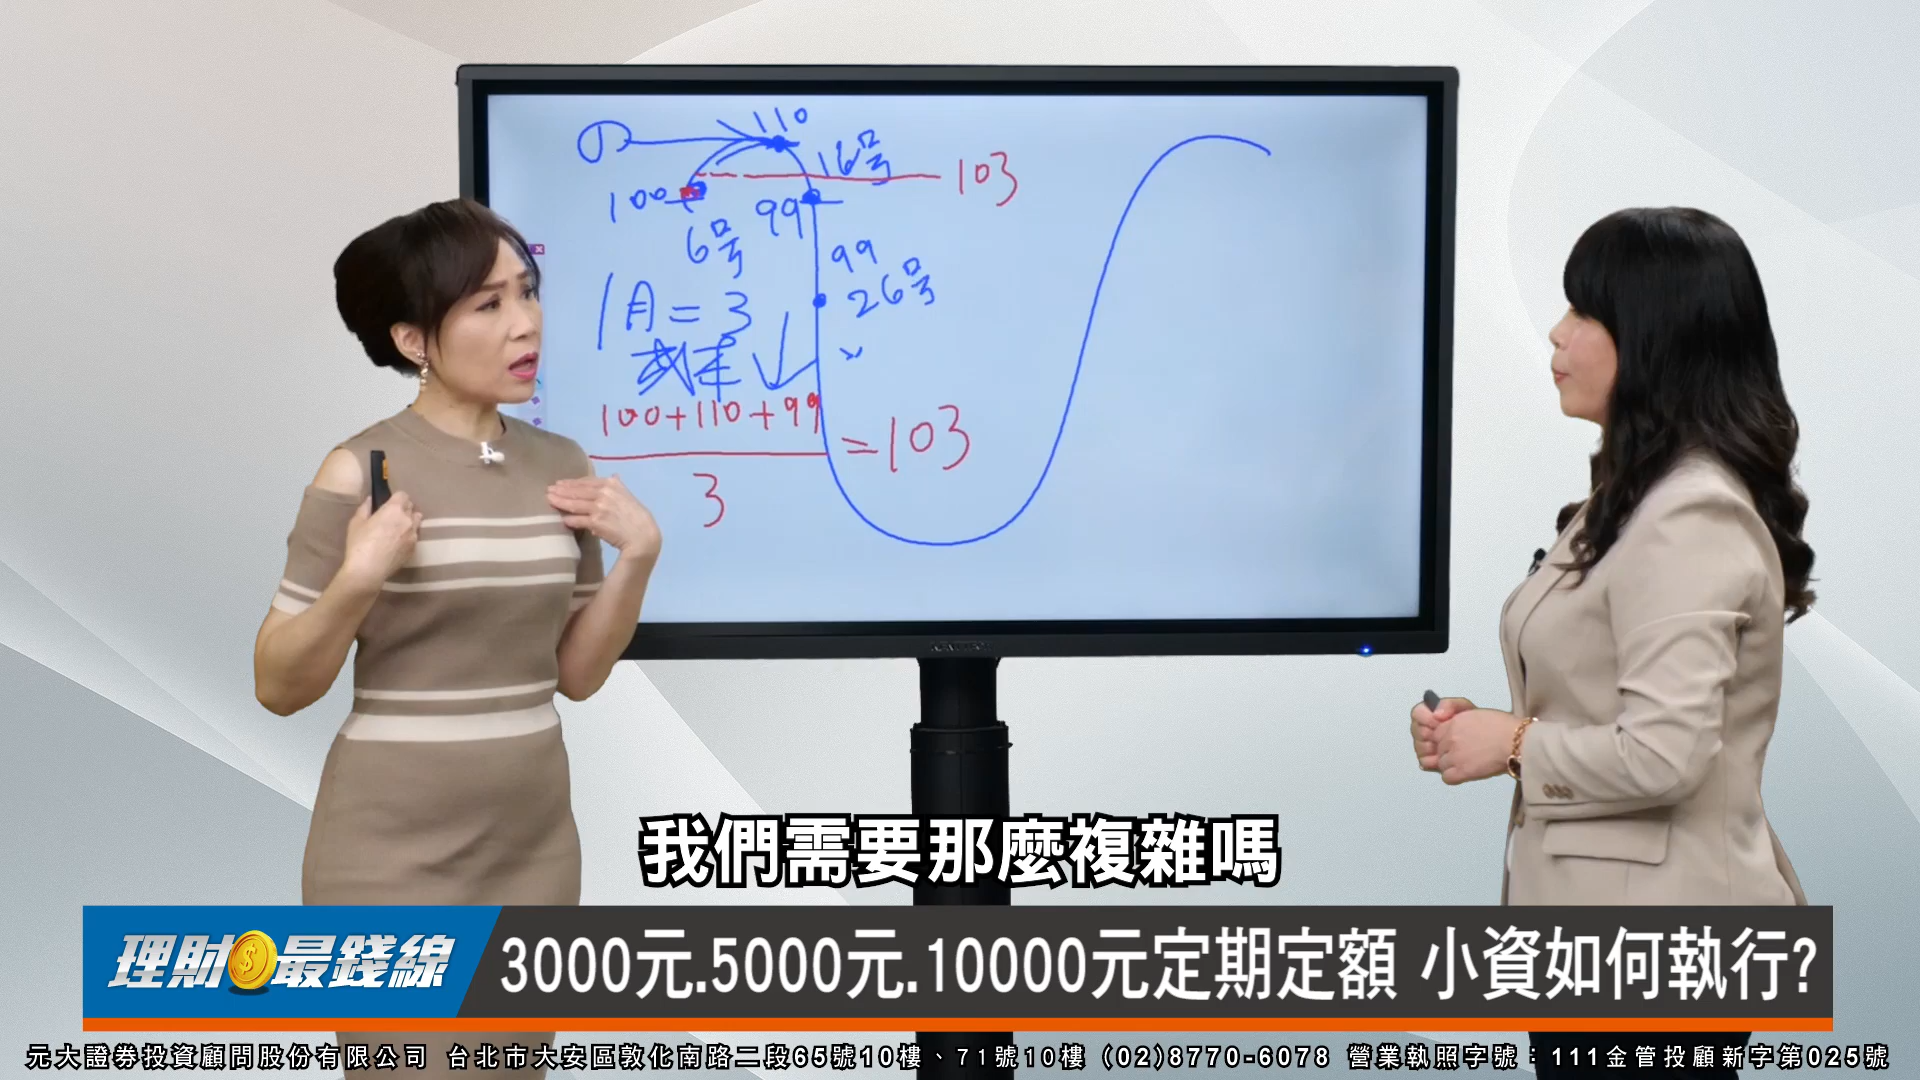 110
16号
103
100
99
6号
99
26号
1月=3
成本
100+110+99
=103
3
我們需要那麼複雜嗎
理財最錢線
3000元.5000元.10000元定期定額 小資如何執行?
元大證券投資顧問股份有限公司 台北市大安區敦化南路二段65號10樓、71號10樓 (02)8770-6078 營業執照字號:111金管投顧新字第025號